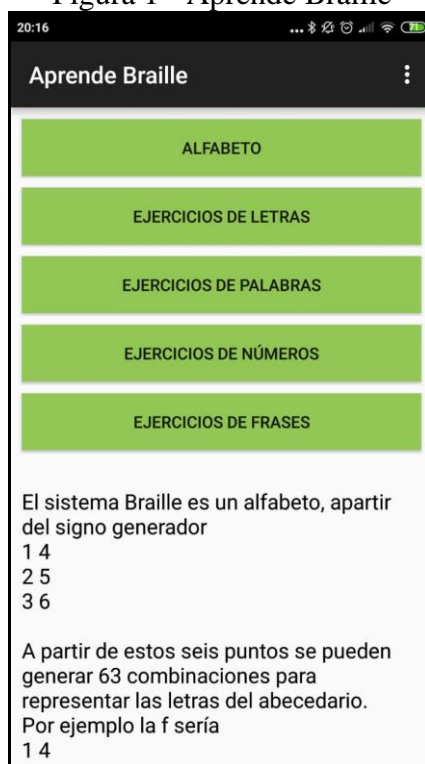 Figura 1 - Aprende Braille
20:16
71
Aprende Braille
ALFABETO
EJERCICIOS DE LETRAS
EJERCICIOS DE PALABRAS
EJERCICIOS DE NÚMEROS
EJERCICIOS DE FRASES
El sistema Braille es un alfabeto, apartir
del signo generador
1 4
2 5
3 6
A partir de estos seis puntos se pueden
generar 63 combinaciones para
representar las letras del abecedario.
Por ejemplo la f sería
1 4